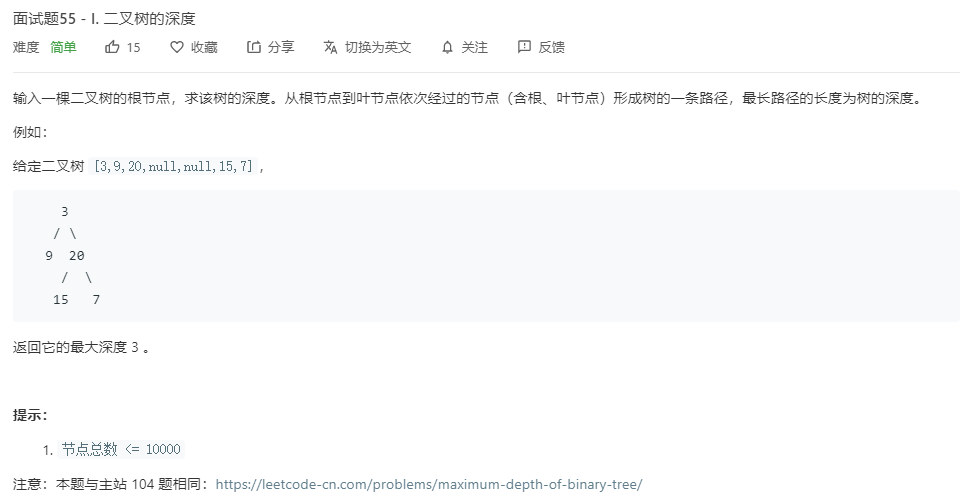 面试题55 - I. 二叉树的深度
难度 简单 15 收藏 分享 切换为英文 关注 反馈
输入一棵二叉树的根节点，求该树的深度。从根节点到叶节点依次经过的节点（含根、叶节点）形成树的一条路径，最长路径的长度为树的深度。
例如：
给定二叉树 [3,9,20,null,null,15,7]，
3
/ \
9 20
/ \
15 7
返回它的最大深度 3 。
提示：
1. 节点总数 <= 10000
注意：本题与主站 104 题相同：https://leetcode-cn.com/problems/maximum-depth-of-binary-tree/